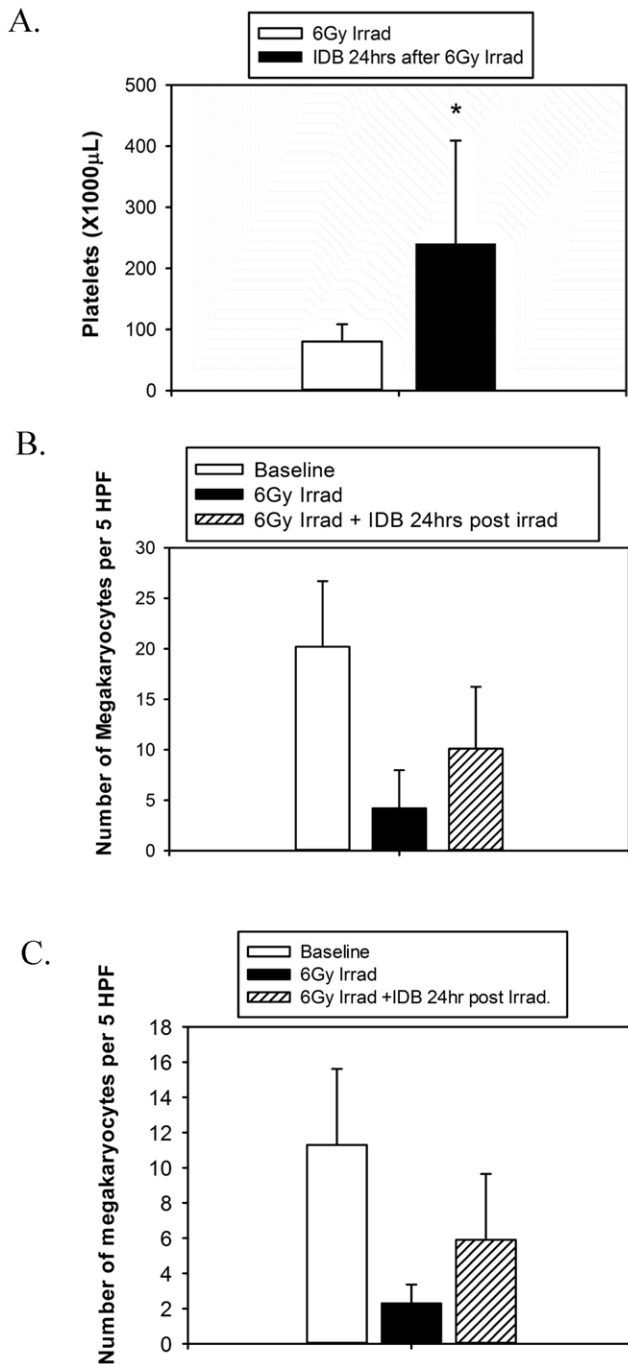 A.
6Gy Irrad
IDB 24hrs after 6Gy Irrad
Platelets (X1000µL)
500
400
300
200
100
0
*
B.
Baseline
6Gy Irrad
6Gy Irrad + IDB 24hrs post irrad
Number of Megakaryocytes per 5 HPF
30
25
20
15
10
5
0
C.
Baseline
6Gy Irrad
6Gy Irrad +IDB 24hr post Irrad.
Number of megakaryocytes per 5 HPF
18
16
14
12
10
8
6
4
2
0